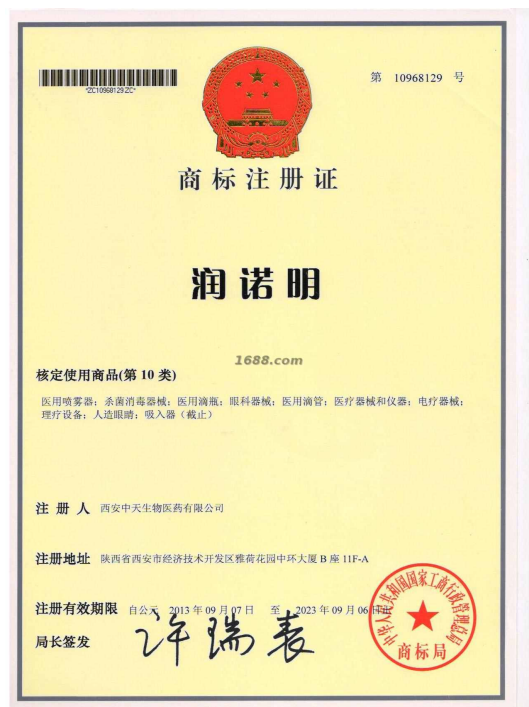 第 10968129 号
*ZC10968129ZC*
商标注册证
润诺明
1688.com
核定使用商品(第 10 类)
医用喷雾器；杀菌消毒器械；医用滴瓶；眼科器械；医用滴管；医疗器械和仪器；电疗器械；
理疗设备；人造眼睛；吸入器（截止）
注 册 人 西安中天生物医药有限公司
注册地址 陕西省西安市经济技术开发区雅荷花园中环大厦 B 座 11F-A
注册有效期限 自公元 2013 年 09 月 07 日 至 2023 年 09 月 06 日止
局长签发 许瑞表
中华人民共和国国家工商行政管理总局
商标局